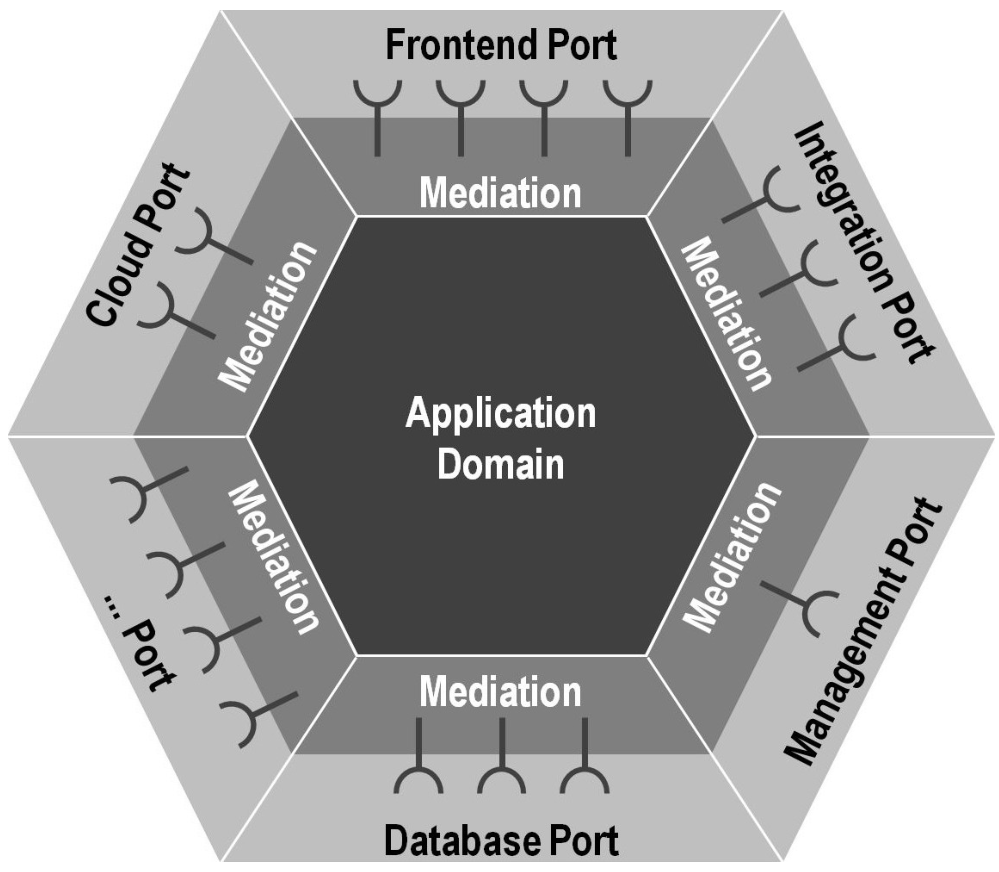 Frontend Port
Mediation
Cloud Port
Mediation
Integration Port
Mediation
Application
Domain
... Port
Mediation
Management Port
Mediation
Mediation
Database Port